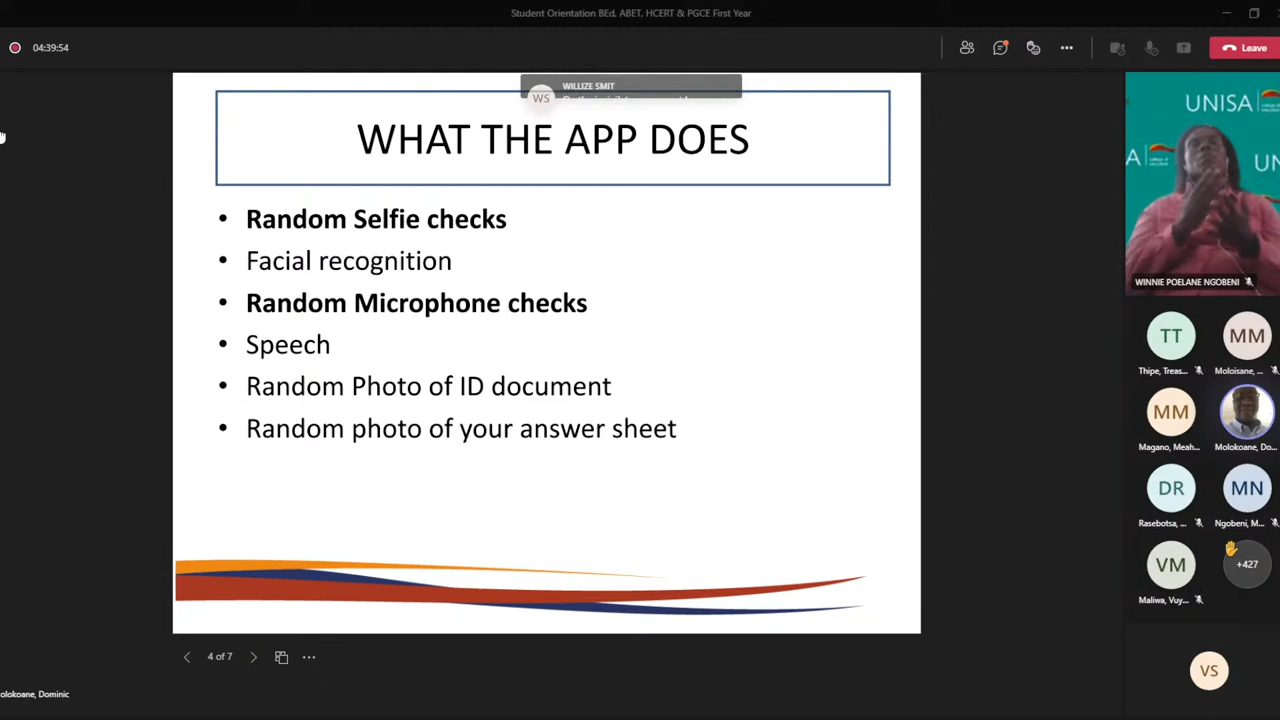 Student Orientation BEd, ABET, HCERT & PGCE First Year
04:39:54
Leave
WILLIZE SMIT
WS
WHAT THE APP DOES
• Random Selfie checks
• Facial recognition
• Random Microphone checks
• Speech
• Random Photo of ID document
• Random photo of your answer sheet
4 of 7
olokoane, Dominic
UNISA
A
UN
WINNIE POELANE NGOBENI
TT
MM
Thipe, Treas...
Moloisane, ...
MM
Magano, Meah...
Molokoane, Do...
DR
MN
Rasebotsa, ...
Ngobeni, M...
VM
+427
Maliwa, Vuy...
VS